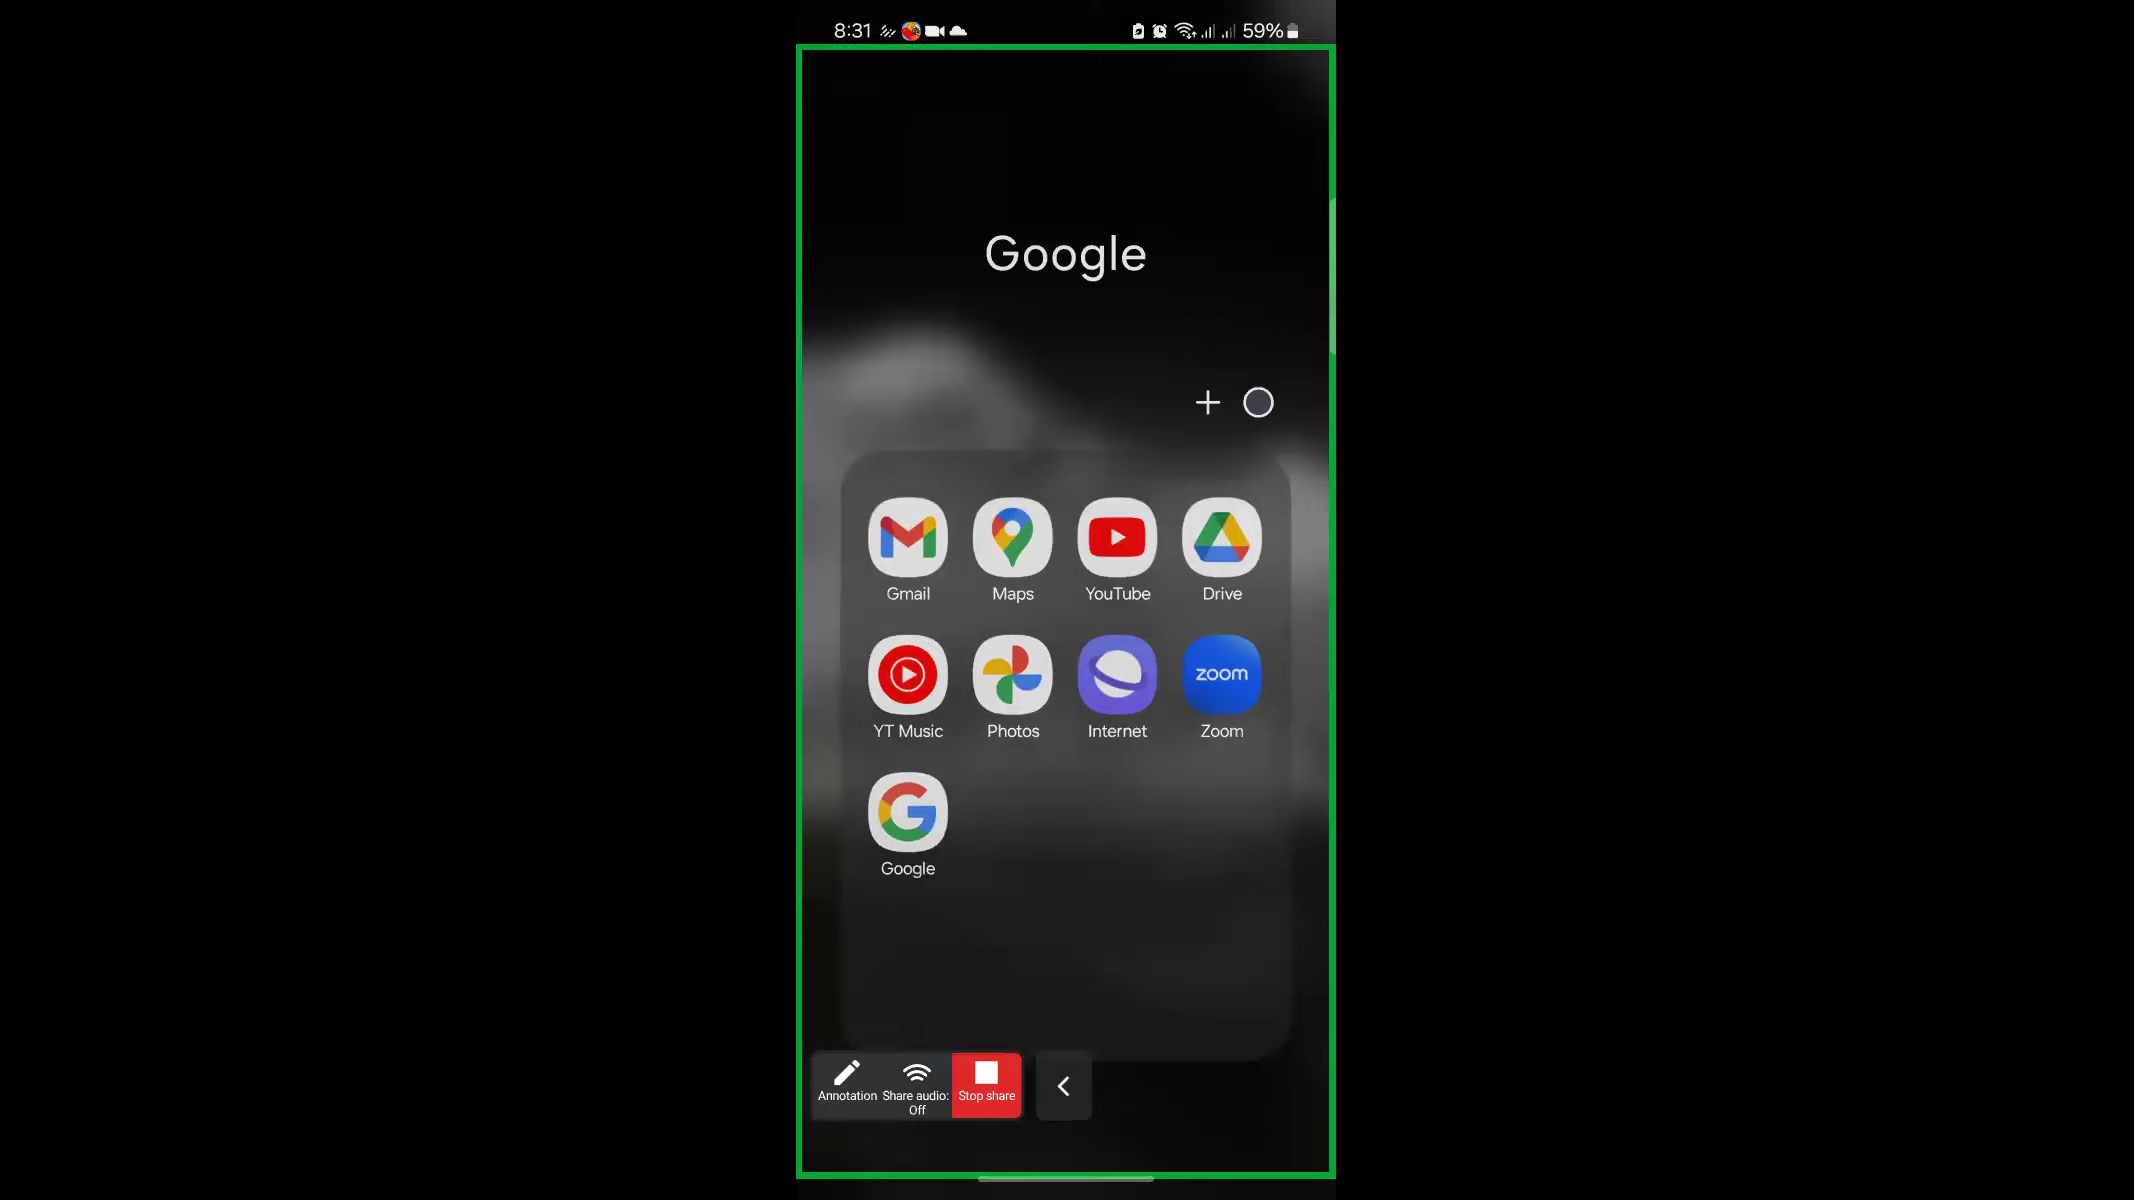 8:31 59%
Google
Gmail Maps YouTube Drive
zoom
YT Music Photos Internet Zoom
Google
Annotation Share audio: Stop share
Off